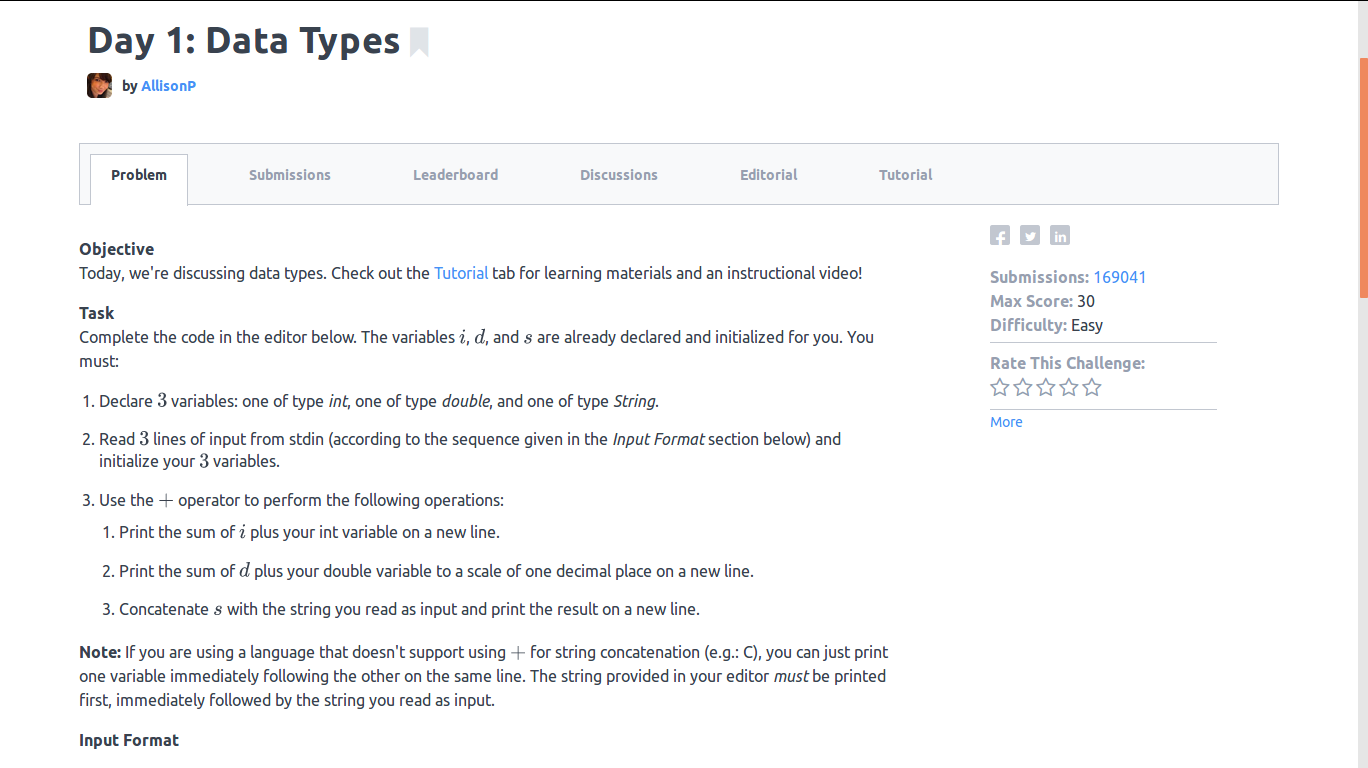 Day 1: Data Types
by AllisonP
Problem
Submissions
Leaderboard
Discussions
Editorial
Tutorial
Objective
Today, we're discussing data types. Check out the Tutorial tab for learning materials and an instructional video!
Task
Complete the code in the editor below. The variables i, d, and s are already declared and initialized for you. You
must:
1. Declare 3 variables: one of type int, one of type double, and one of type String.
2. Read 3 lines of input from stdin (according to the sequence given in the Input Format section below) and
initialize your 3 variables.
3. Use the + operator to perform the following operations:
1. Print the sum of i plus your int variable on a new line.
2. Print the sum of d plus your double variable to a scale of one decimal place on a new line.
3. Concatenate s with the string you read as input and print the result on a new line.
Note: If you are using a language that doesn't support using + for string concatenation (e.g.: C), you can just print
one variable immediately following the other on the same line. The string provided in your editor must be printed
first, immediately followed by the string you read as input.
Input Format
Submissions: 169041
Max Score: 30
Difficulty: Easy
Rate This Challenge:
More